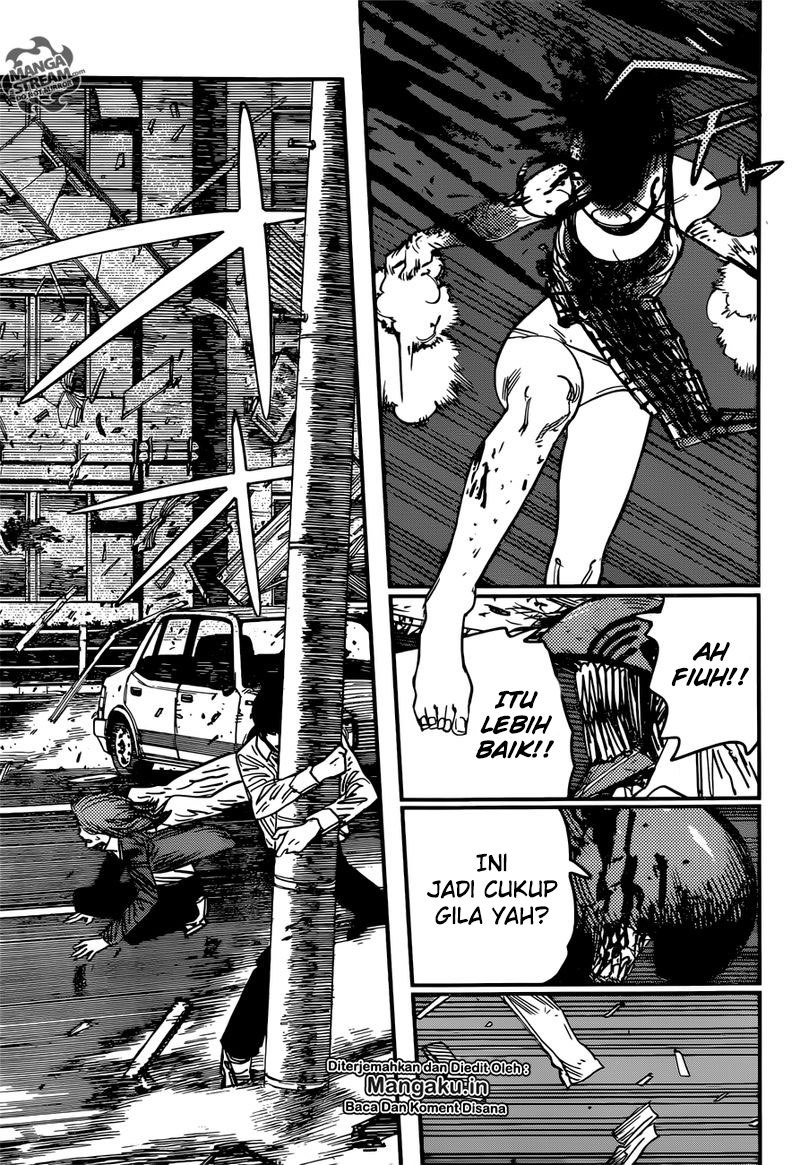 MANGA
STREAM.com
AH
FIUH!!
ITU
LEBIH
BAIK!!
INI
JADI CUKUP
GILA YAH?
Diterjemahkan dan Diedit Oleh :
Mangaku.in
Baca Dan Koment Disana